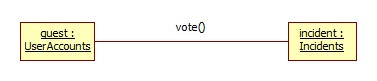 guest :
UserAccounts
vote()
incident :
Incidents